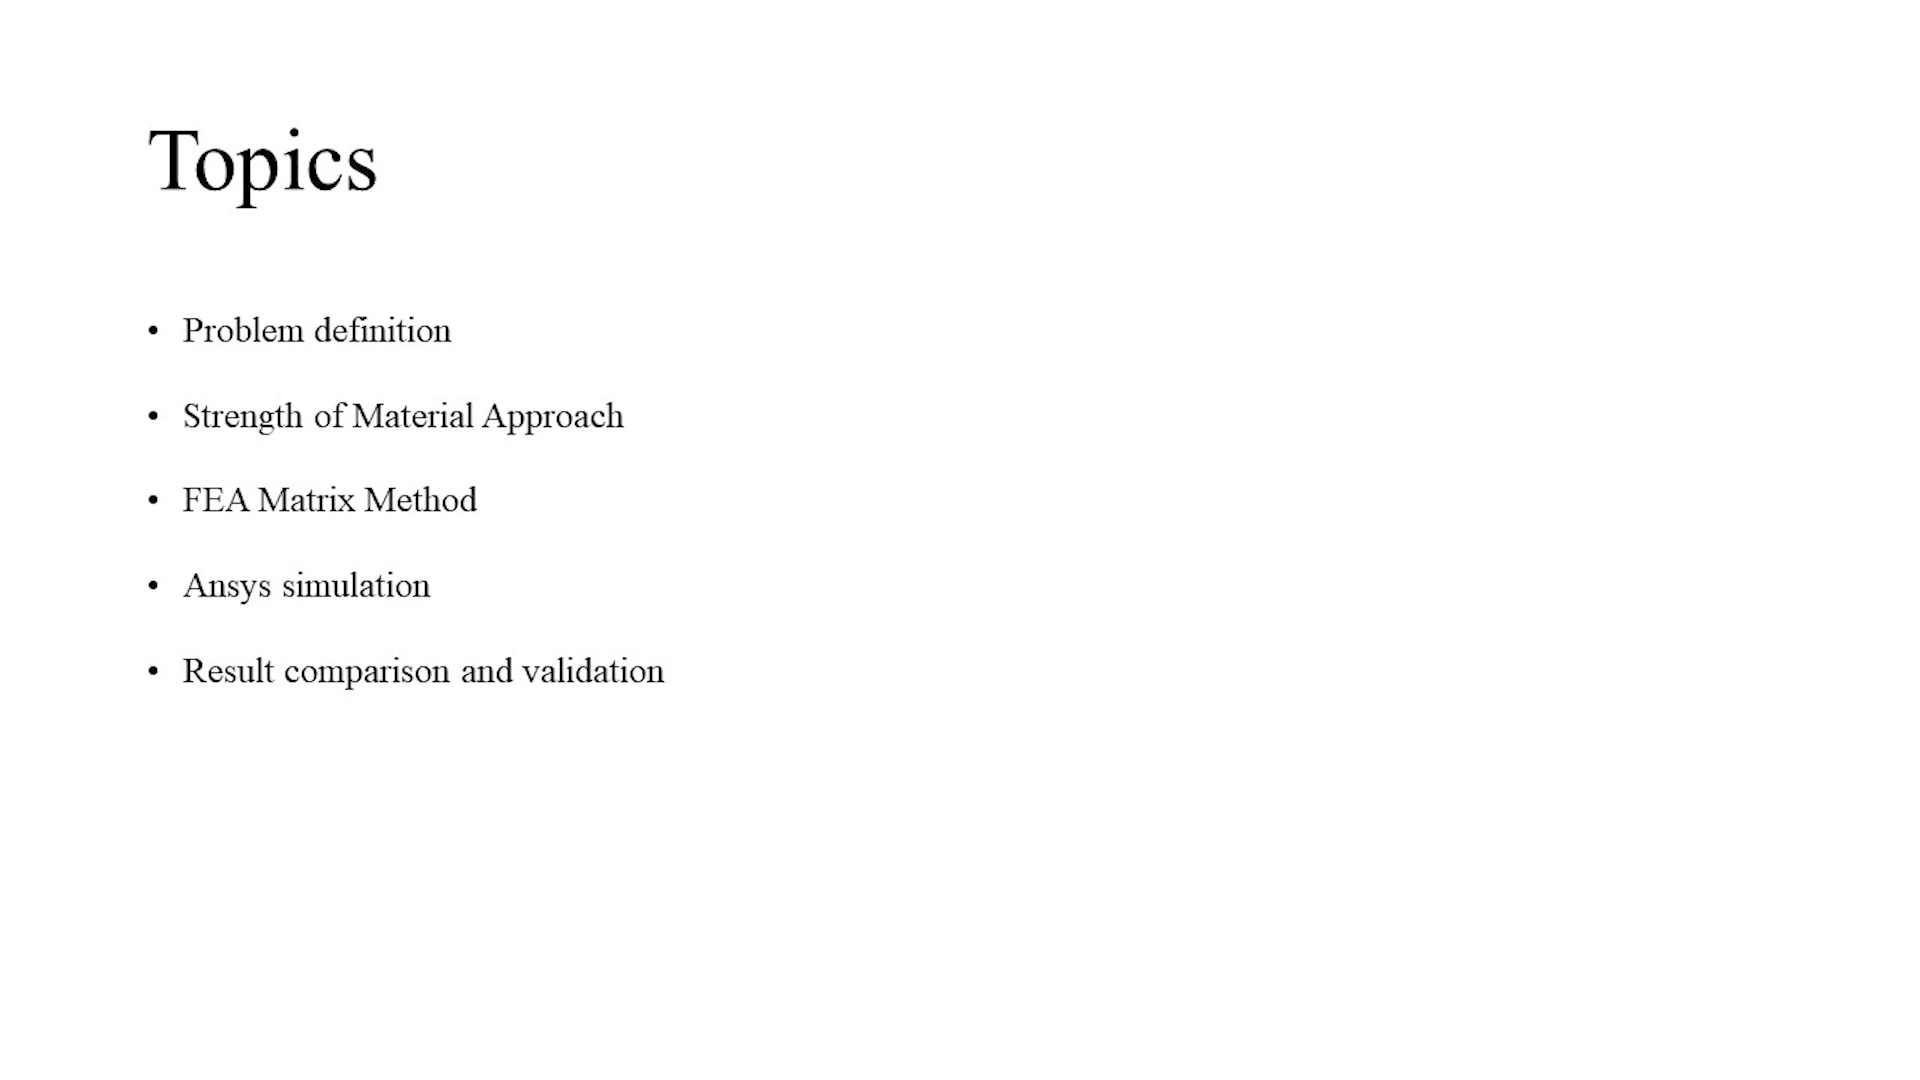 Topics
• Problem definition
• Strength of Material Approach
• FEA Matrix Method
• Ansys simulation
• Result comparison and validation